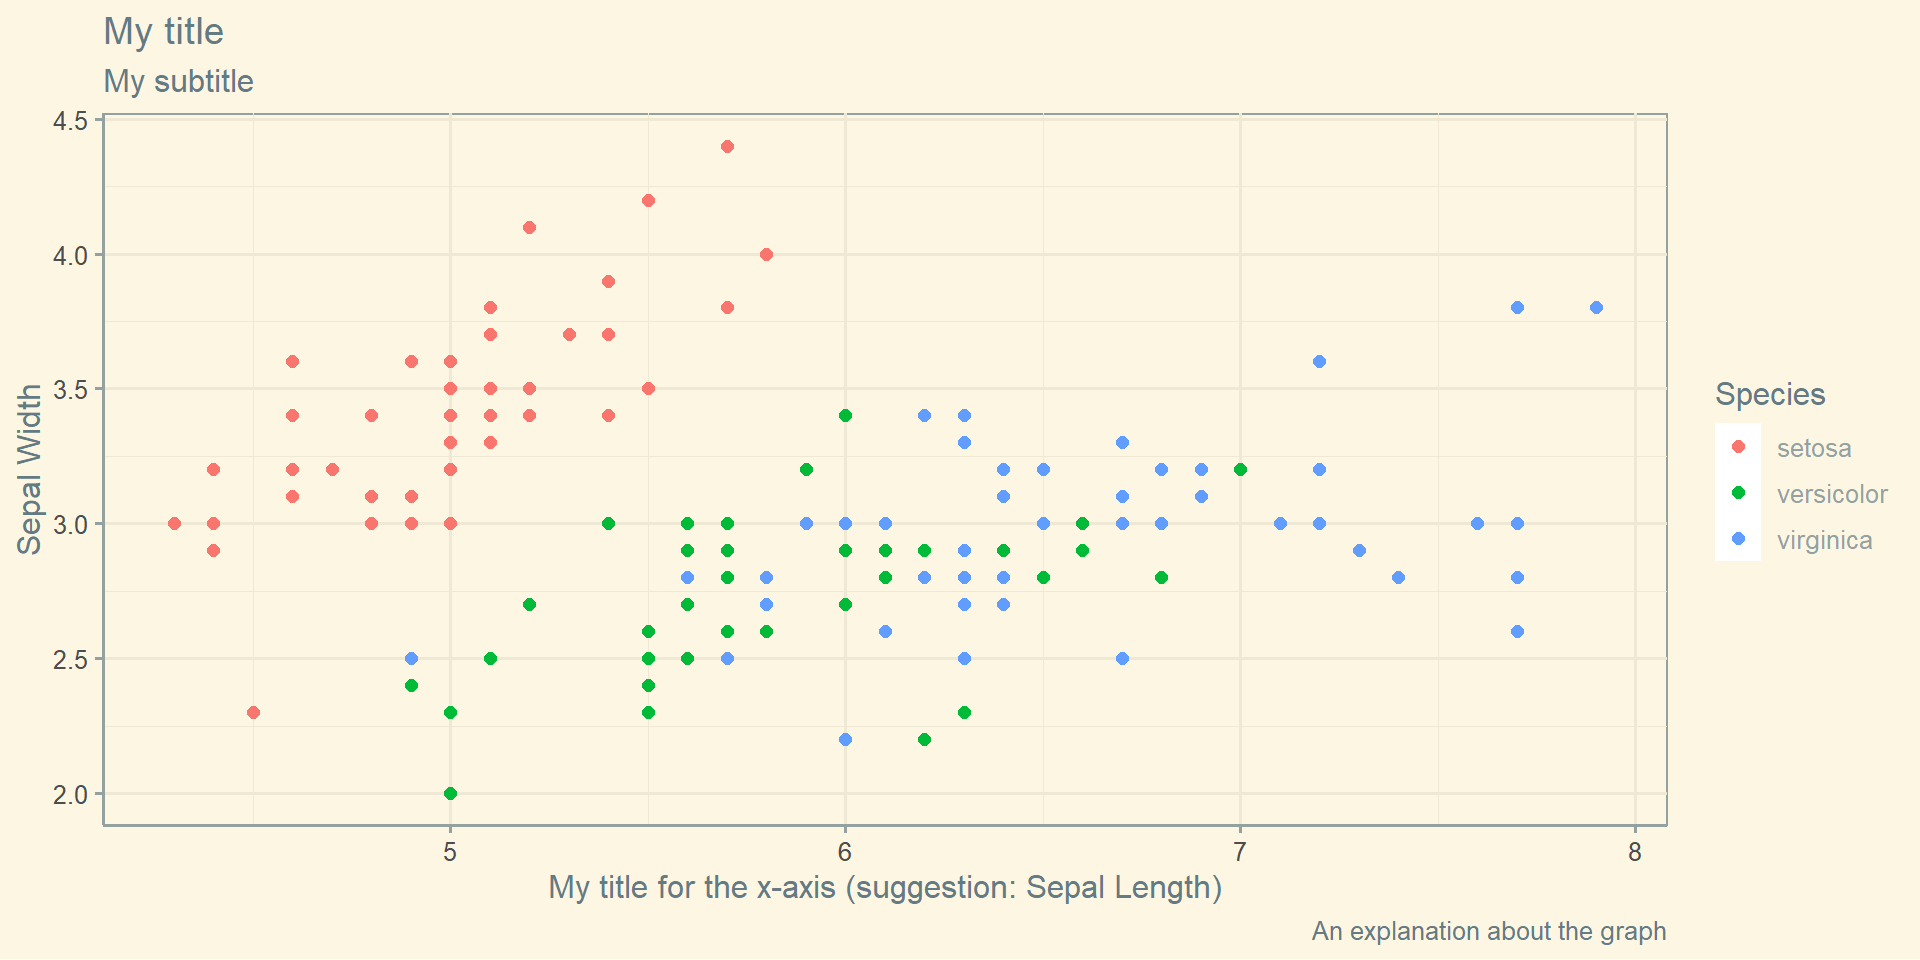 My title
My subtitle
4.5
4.0
3.5
3.0
2.5
2.0
Sepal Width
5 6 7 8
My title for the x-axis (suggestion: Sepal Length)
Species
setosa
versicolor
virginica
An explanation about the graph